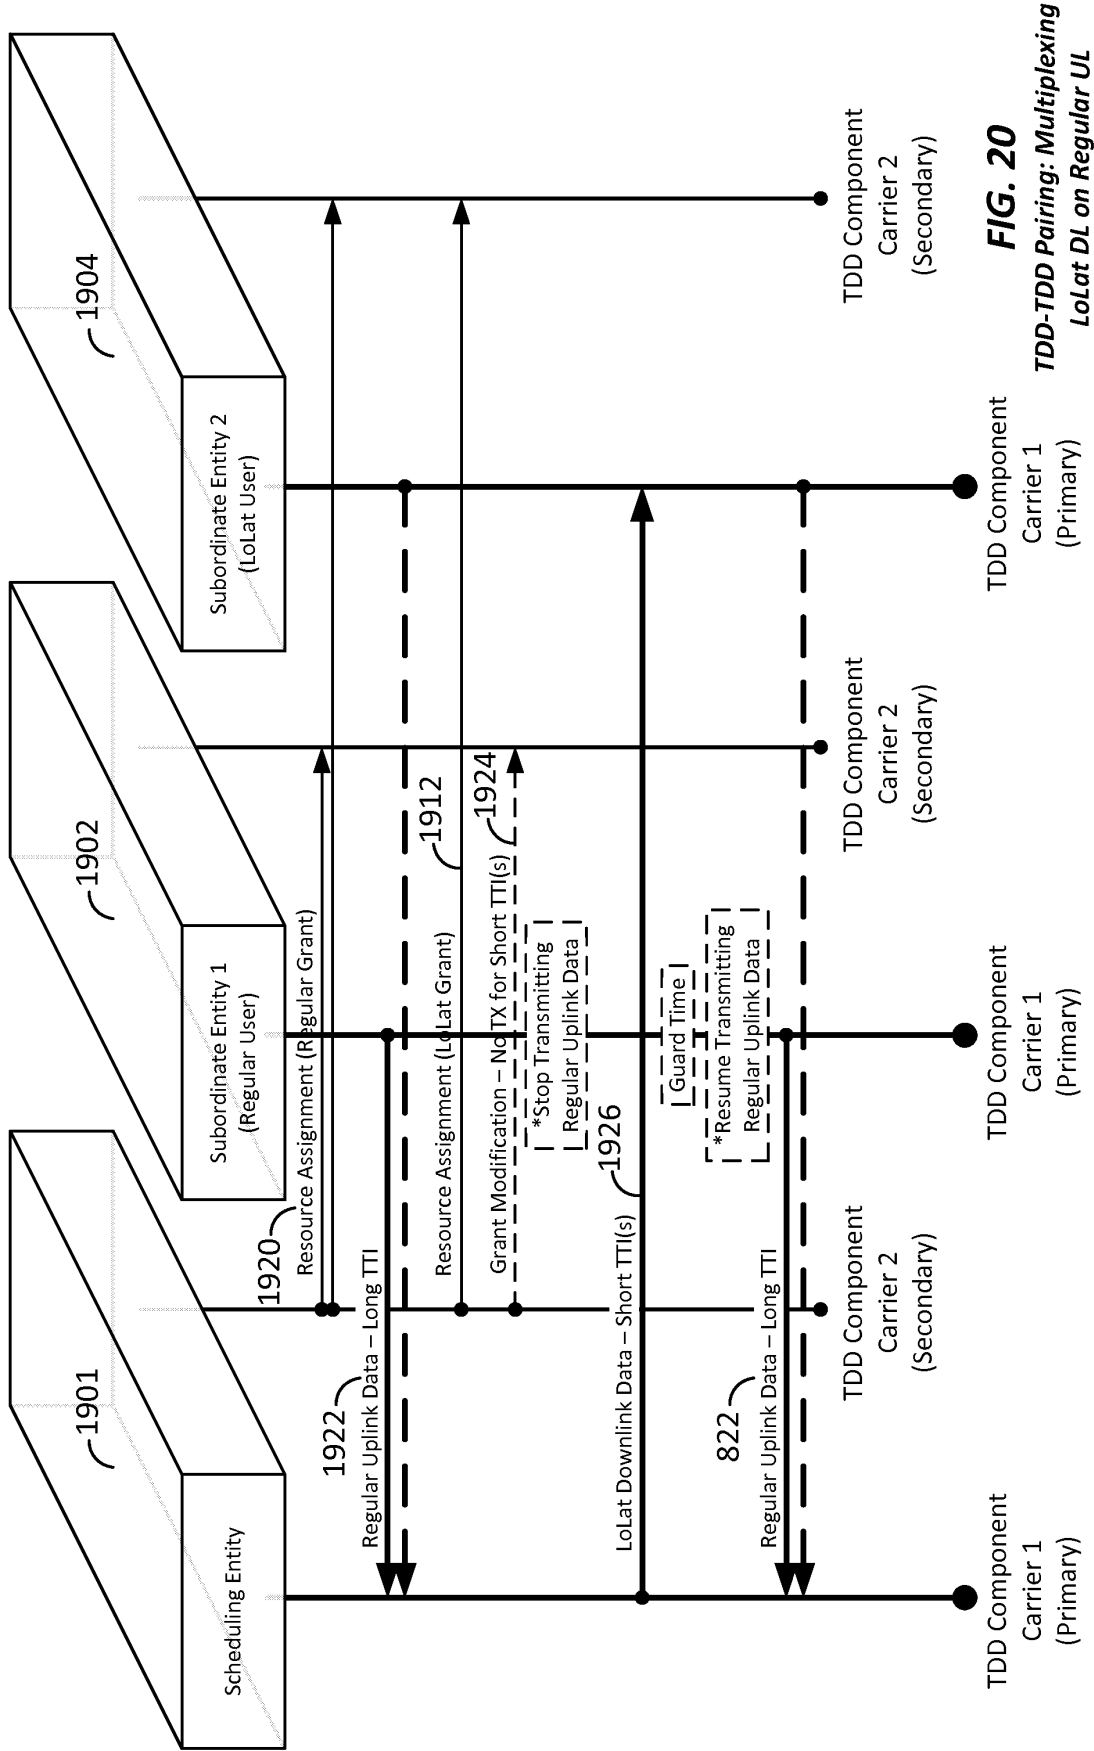 1901
1902
1904
Scheduling Entity
Subordinate Entity 1
(Regular User)
Subordinate Entity 2
(LoLat User)
1920
Resource Assignment (Regular Grant)
1922
Regular Uplink Data – Long TTI
1912
Resource Assignment (LoLat Grant)
1924
Grant Modification – No TX for Short TTI(s)
*Stop Transmitting
Regular Uplink Data
1926
LoLat Downlink Data – Short TTI(s)
Guard Time
*Resume Transmitting
Regular Uplink Data
822
Regular Uplink Data – Long TTI
TDD Component
Carrier 2
(Secondary)
TDD Component
Carrier 2
(Secondary)
TDD Component
Carrier 2
(Secondary)
TDD Component
Carrier 1
(Primary)
TDD Component
Carrier 1
(Primary)
TDD Component
Carrier 1
(Primary)
FIG. 20
TDD-TDD Pairing: Multiplexing
LoLat DL on Regular UL